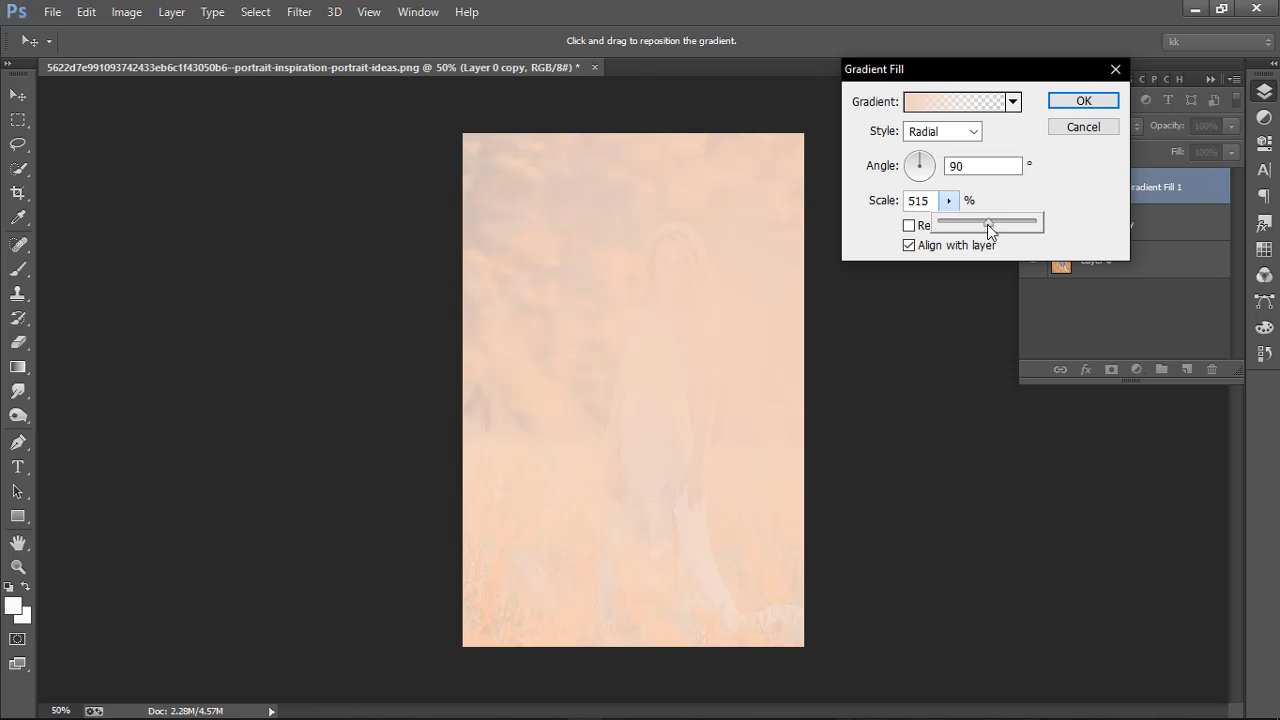 Ps File Edit Image Layer Type Select Filter 3D View Window Help
Click and drag to reposition the gradient.
kk
5622d7e991093742433eb6c1f43050b6--portrait-inspiration-portrait-ideas.png @ 50% (Layer 0 copy, RGB/8#) *
Gradient Fill
Gradient:
OK
Style: Radial
Cancel
Angle: 90 °
Scale: 515 %
Re
Align with layer
C P C H
Opacity: 100%
Fill: 100%
radient Fill 1
50%
Doc: 2.28M/4.57M